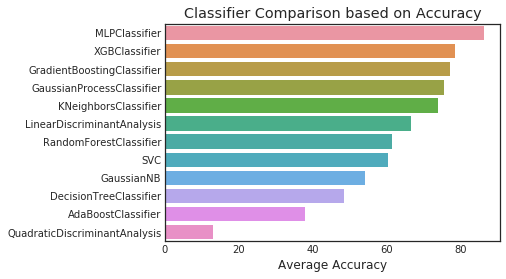 Classifier Comparison based on Accuracy
MLPClassifier
XGBClassifier
GradientBoostingClassifier
GaussianProcessClassifier
KNeighborsClassifier
LinearDiscriminantAnalysis
RandomForestClassifier
SVC
GaussianNB
DecisionTreeClassifier
AdaBoostClassifier
QuadraticDiscriminantAnalysis
0 20 40 60 80
Average Accuracy